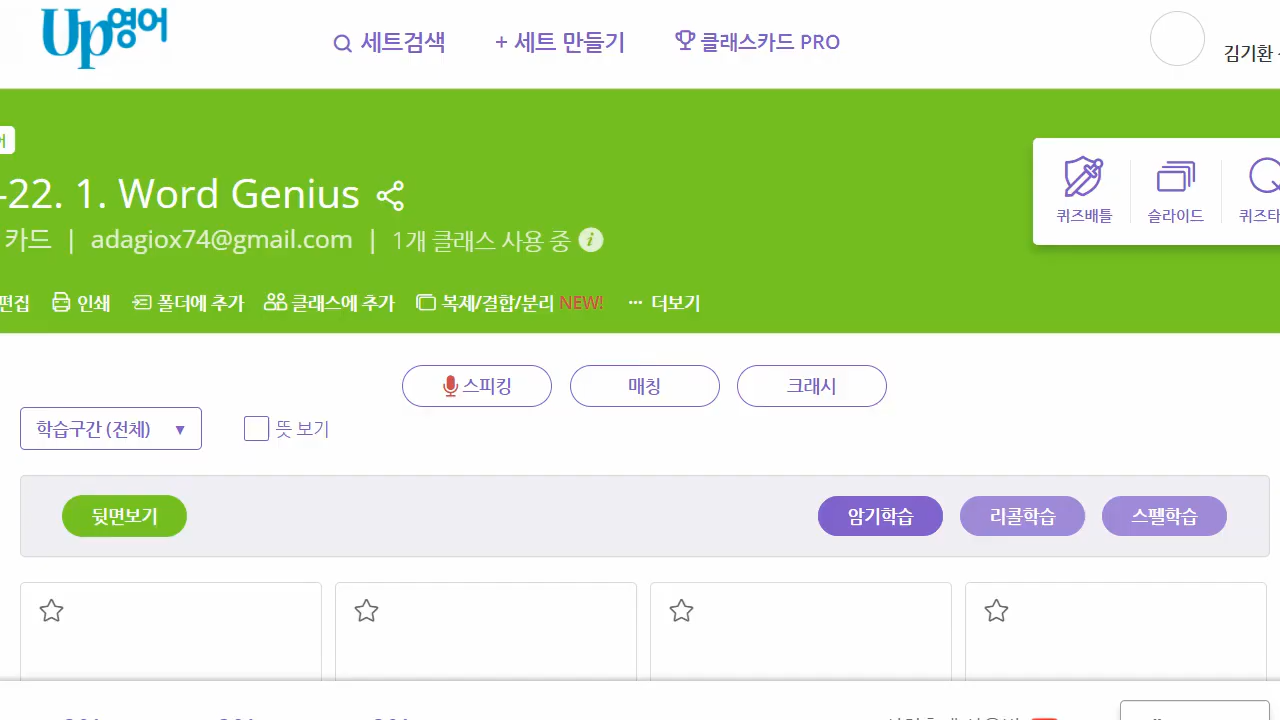 Up영어
세트검색 + 세트 만들기 클래스카드 PRO
김기환
-22. 1. Word Genius
카드 | adagiox74@gmail.com | 1개 클래스 사용 중 i
편집 인쇄 폴더에 추가 클래스에 추가 복제/결합/분리 NEW! ··· 더보기
퀴즈배틀 슬라이드
스피킹 매칭 크래시
학습구간 (전체) ▼ 뜻 보기
뒷면보기 암기학습 리콜학습 스펠학습